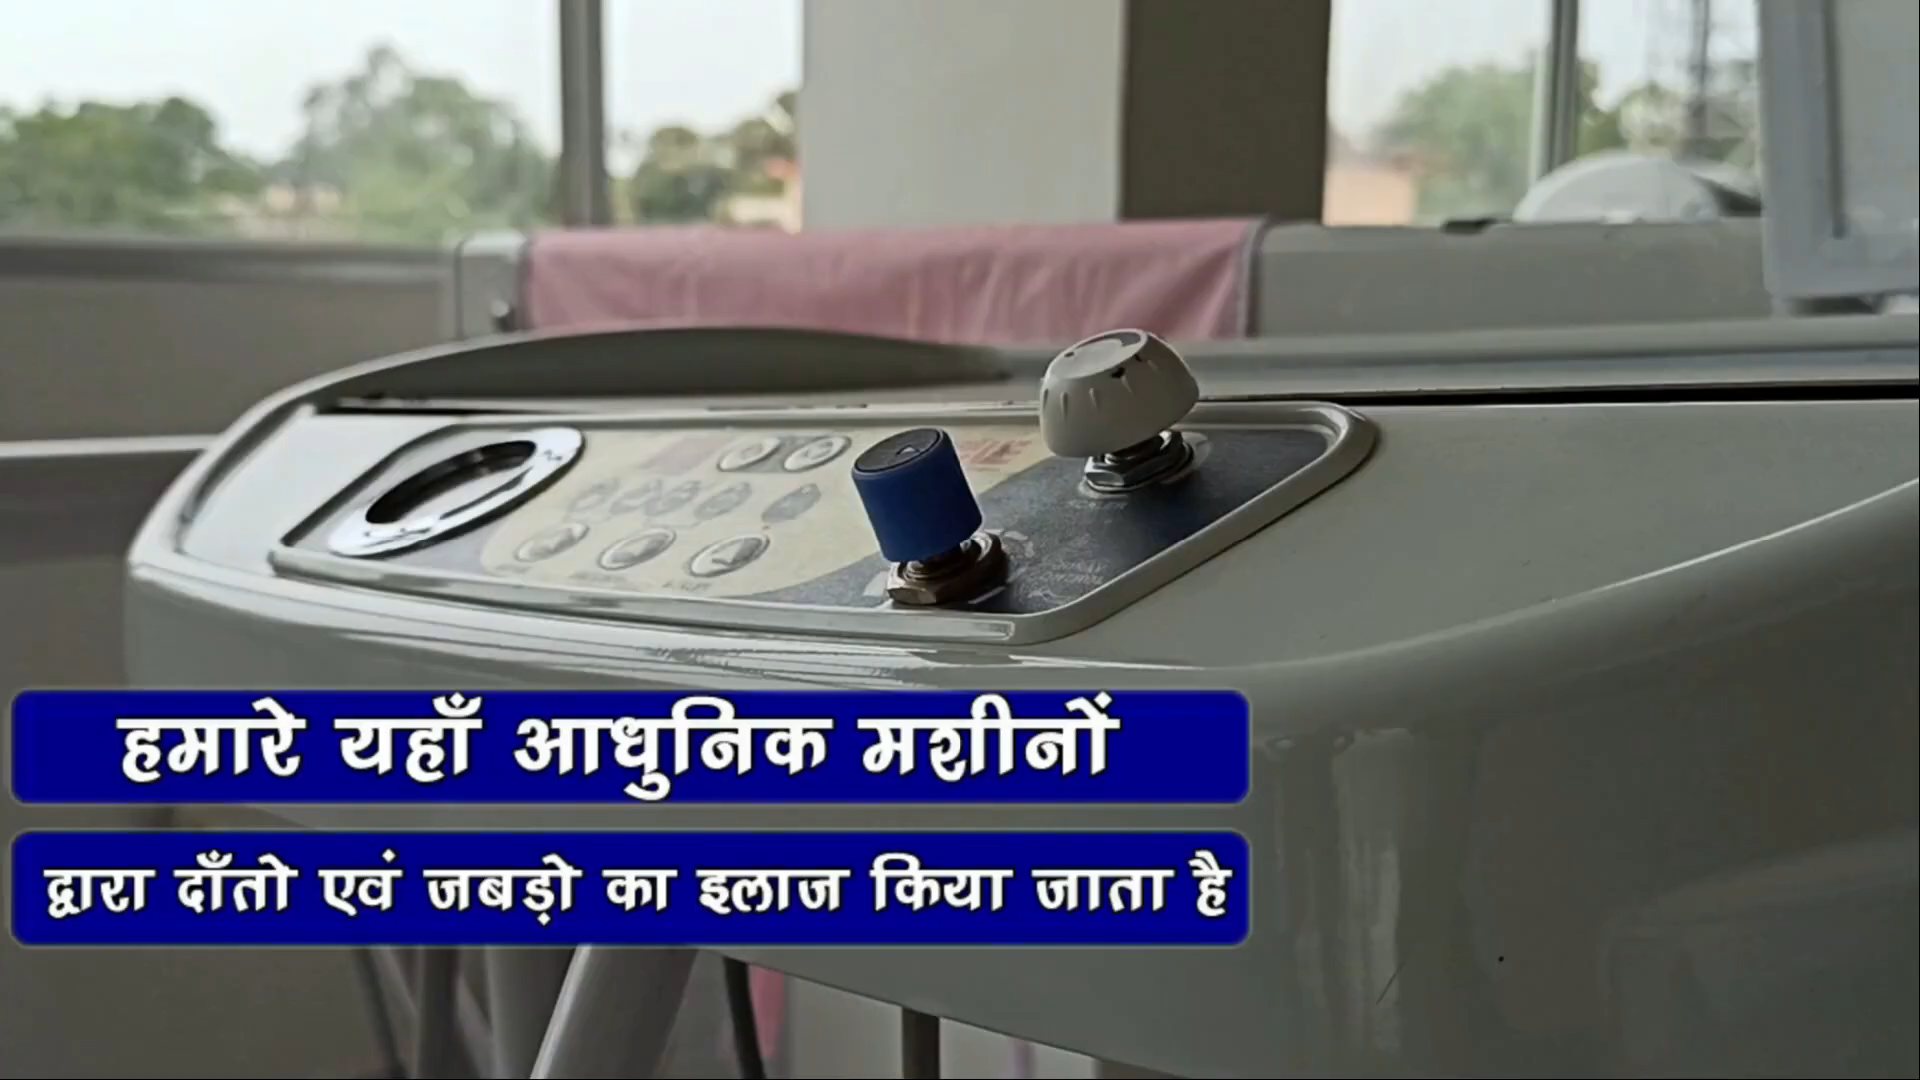 हमारे यहाँ आधुनिक मशीनों
द्वारा दाँतो एवं जबड़ो का इलाज किया जाता है